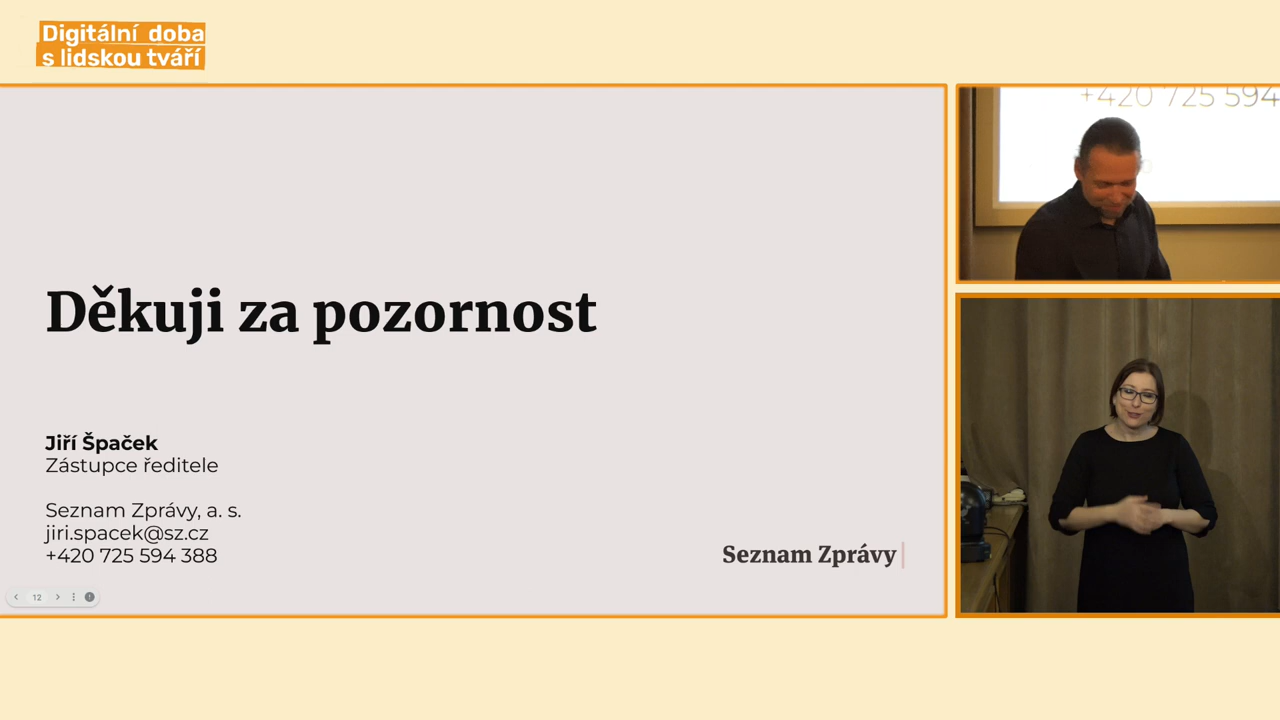 Digitální doba
s lidskou tváří
+420 725 594
Děkuji za pozornost
Jiří Špaček
Zástupce ředitele
Seznam Zprávy, a. s.
jiri.spacek@sz.cz
+420 725 594 388
Seznam Zprávy
12